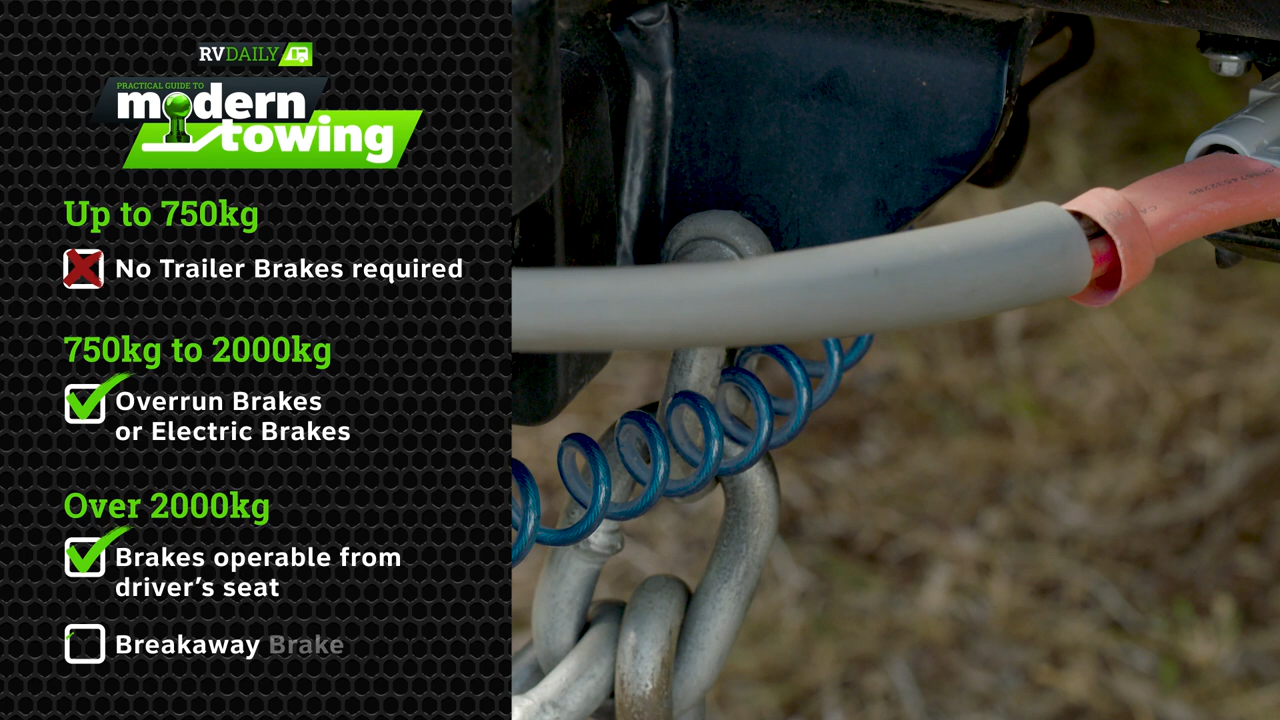 RVDAILY
PRACTICAL GUIDE TO
modern
towing
Up to 750kg
No Trailer Brakes required
750kg to 2000kg
Overrun Brakes
or Electric Brakes
Over 2000kg
Brakes operable from
driver’s seat
Breakaway Brake